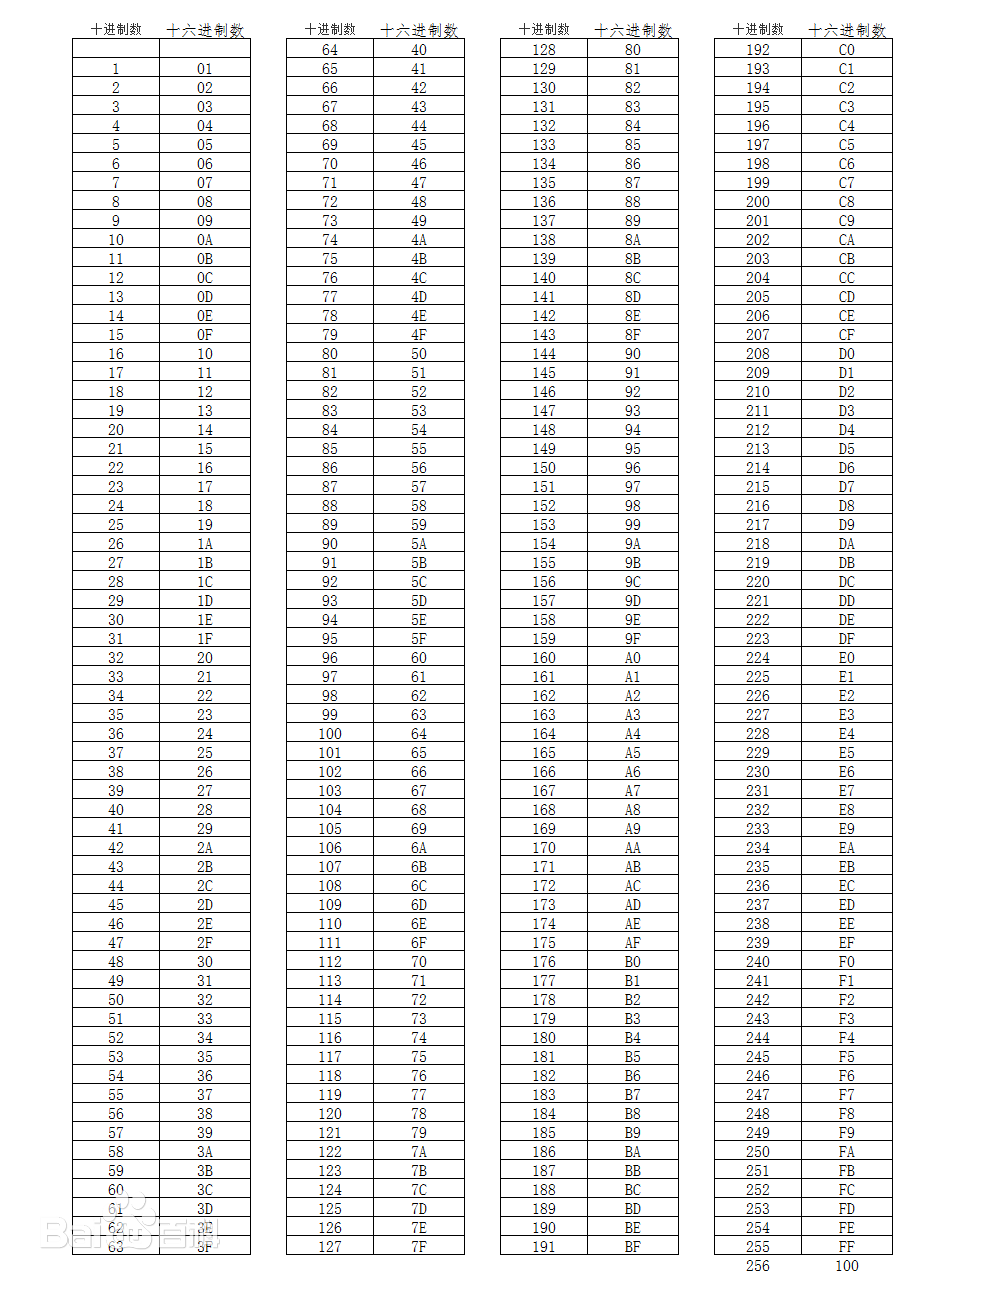 十进制数 十六进制数 十进制数 十六进制数 十进制数 十六进制数 十进制数 十六进制数
64 40 128 80 192 C0
1 01 65 41 129 81 193 C1
2 02 66 42 130 82 194 C2
3 03 67 43 131 83 195 C3
4 04 68 44 132 84 196 C4
5 05 69 45 133 85 197 C5
6 06 70 46 134 86 198 C6
7 07 71 47 135 87 199 C7
8 08 72 48 136 88 200 C8
9 09 73 49 137 89 201 C9
10 0A 74 4A 138 8A 202 CA
11 0B 75 4B 139 8B 203 CB
12 0C 76 4C 140 8C 204 CC
13 0D 77 4D 141 8D 205 CD
14 0E 78 4E 142 8E 206 CE
15 0F 79 4F 143 8F 207 CF
16 10 80 50 144 90 208 D0
17 11 81 51 145 91 209 D1
18 12 82 52 146 92 210 D2
19 13 83 53 147 93 211 D3
20 14 84 54 148 94 212 D4
21 15 85 55 149 95 213 D5
22 16 86 56 150 96 214 D6
23 17 87 57 151 97 215 D7
24 18 88 58 152 98 216 D8
25 19 89 59 153 99 217 D9
26 1A 90 5A 154 9A 218 DA
27 1B 91 5B 155 9B 219 DB
28 1C 92 5C 156 9C 220 DC
29 1D 93 5D 157 9D 221 DD
30 1E 94 5E 158 9E 222 DE
31 1F 95 5F 159 9F 223 DF
32 20 96 60 160 A0 224 E0
33 21 97 61 161 A1 225 E1
34 22 98 62 162 A2 226 E2
35 23 99 63 163 A3 227 E3
36 24 100 64 164 A4 228 E4
37 25 101 65 165 A5 229 E5
38 26 102 66 166 A6 230 E6
39 27 103 67 167 A7 231 E7
40 28 104 68 168 A8 232 E8
41 29 105 69 169 A9 233 E9
42 2A 106 6A 170 AA 234 EA
43 2B 107 6B 171 AB 235 EB
44 2C 108 6C 172 AC 236 EC
45 2D 109 6D 173 AD 237 ED
46 2E 110 6E 174 AE 238 EE
47 2F 111 6F 175 AF 239 EF
48 30 112 70 176 B0 240 F0
49 31 113 71 177 B1 241 F1
50 32 114 72 178 B2 242 F2
51 33 115 73 179 B3 243 F3
52 34 116 74 180 B4 244 F4
53 35 117 75 181 B5 245 F5
54 36 118 76 182 B6 246 F6
55 37 119 77 183 B7 247 F7
56 38 120 78 184 B8 248 F8
57 39 121 79 185 B9 249 F9
58 3A 122 7A 186 BA 250 FA
59 3B 123 7B 187 BB 251 FB
60 3C 124 7C 188 BC 252 FC
61 3D 125 7D 189 BD 253 FD
62 3E 126 7E 190 BE 254 FE
63 3F 127 7F 191 BF 255 FF
256 100
Bai du 百科